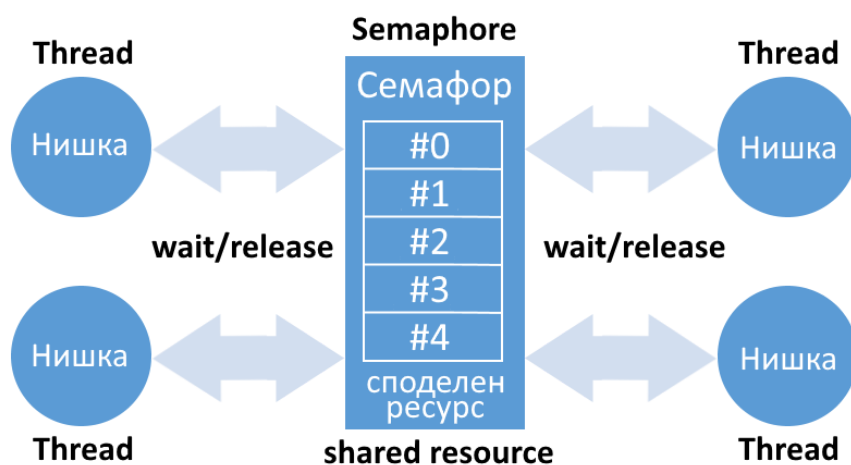 Semaphore
Thread
Thread
Семафор
Нишка
#0
Нишка
#1
wait/release
#2
wait/release
#3
Нишка
#4
Нишка
споделен
ресурс
Thread
shared resource
Thread